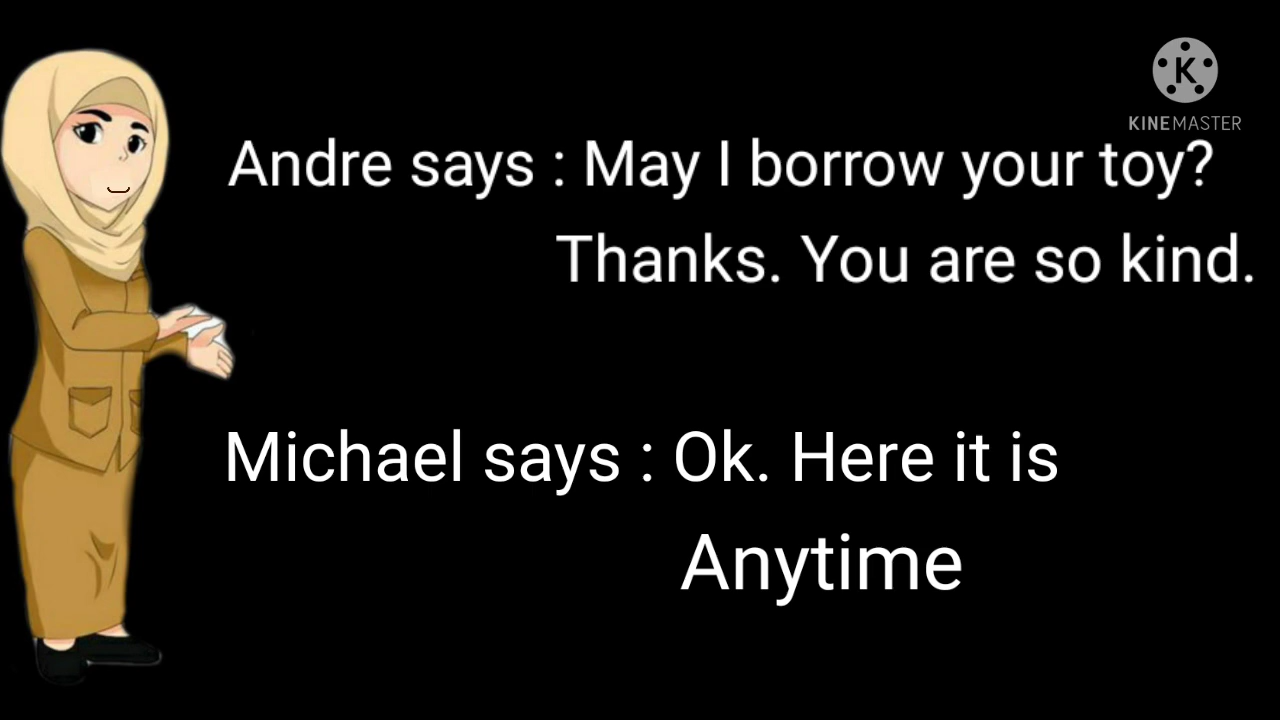 K
KINEMASTER
Andre says : May I borrow your toy?
Thanks. You are so kind.
Michael says : Ok. Here it is
Anytime